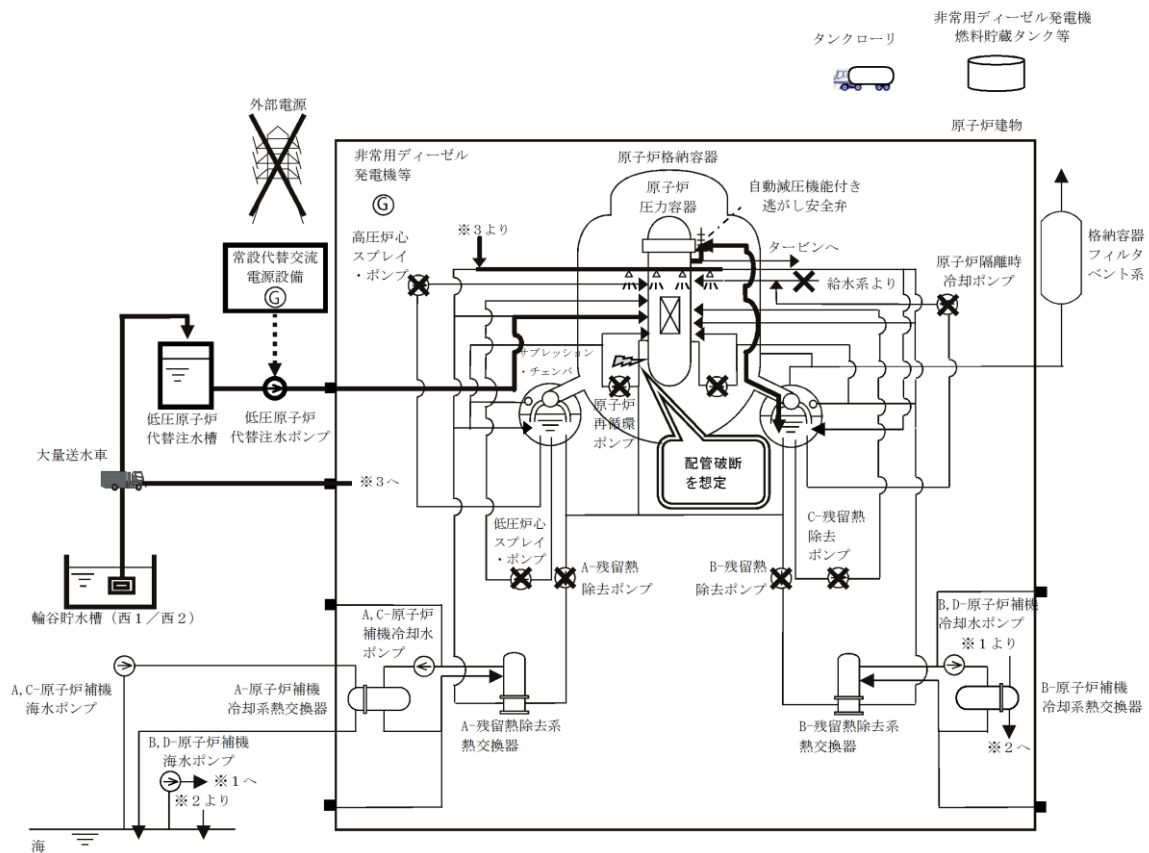 タンクローリ
非常用ディーゼル発電機
燃料貯蔵タンク等
外部電源
原子炉建物
非常用ディーゼル
発電機等
G
原子炉格納容器
原子炉
圧力容器
自動減圧機能付き
逃がし安全弁
高圧炉心
スプレイ
・ポンプ
※3より
タービンへ
給水系より
原子炉隔離時
冷却ポンプ
格納容器
フィルタ
ベント系
常設代替交流
電源設備
G
サプレッション
・チェンバ
低圧原子炉
代替注水槽
低圧原子炉
代替注水ポンプ
原子炉
再循環
ポンプ
配管破断
を想定
大量送水車
※3へ
低圧炉心
スプレイ
・ポンプ
C-残留熱
除去
ポンプ
A-残留熱
除去ポンプ
B-残留熱
除去ポンプ
輪谷貯水槽(西1/西2)
A,C-原子炉
補機冷却水
ポンプ
B,D-原子炉補機
冷却水ポンプ
※1より
A,C-原子炉補機
海水ポンプ
A-原子炉補機
冷却系熱交換器
A-残留熱除去系
熱交換器
B-残留熱除去系
熱交換器
B-原子炉補機
冷却系熱交換器
※2へ
B,D-原子炉補機
海水ポンプ
※1へ
※2より
海